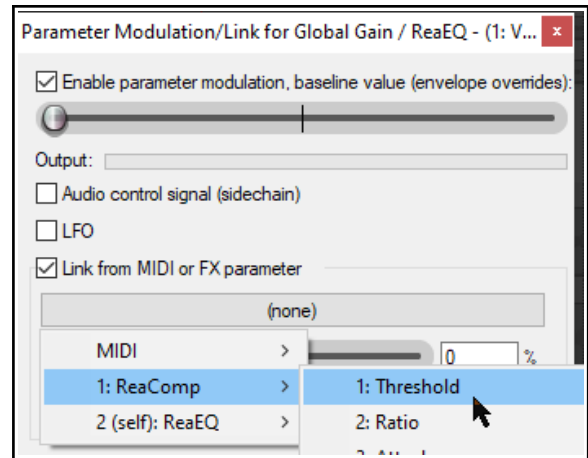 Parameter Modulation/Link for Global Gain / ReaEQ - (1: V... x
Enable parameter modulation, baseline value (envelope overrides):
Output:
Audio control signal (sidechain)
LFO
Link from MIDI or FX parameter
(none)
MIDI >
0 %
1: ReaComp > 1: Threshold
2 (self): ReaEQ > 2: Ratio